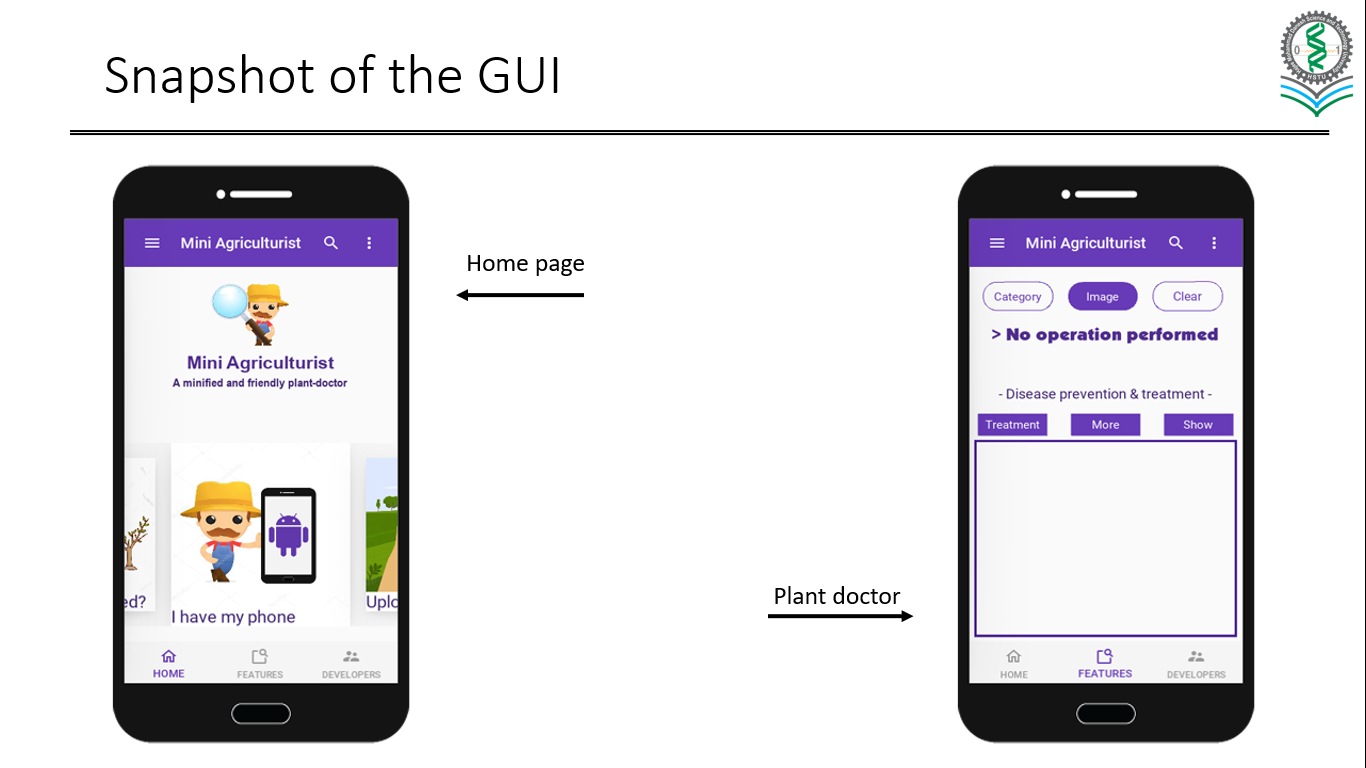 Snapshot of the GUI
0 1
HSTU
Mini Agriculturist
Mini Agriculturist
A minified and friendly plant-doctor
ed?
I have my phone
Uplo
HOME
FEATURES
DEVELOPERS
Home page
Plant doctor
Mini Agriculturist
Category
Image
Clear
> No operation performed
- Disease prevention & treatment -
Treatment
More
Show
HOME
FEATURES
DEVELOPERS